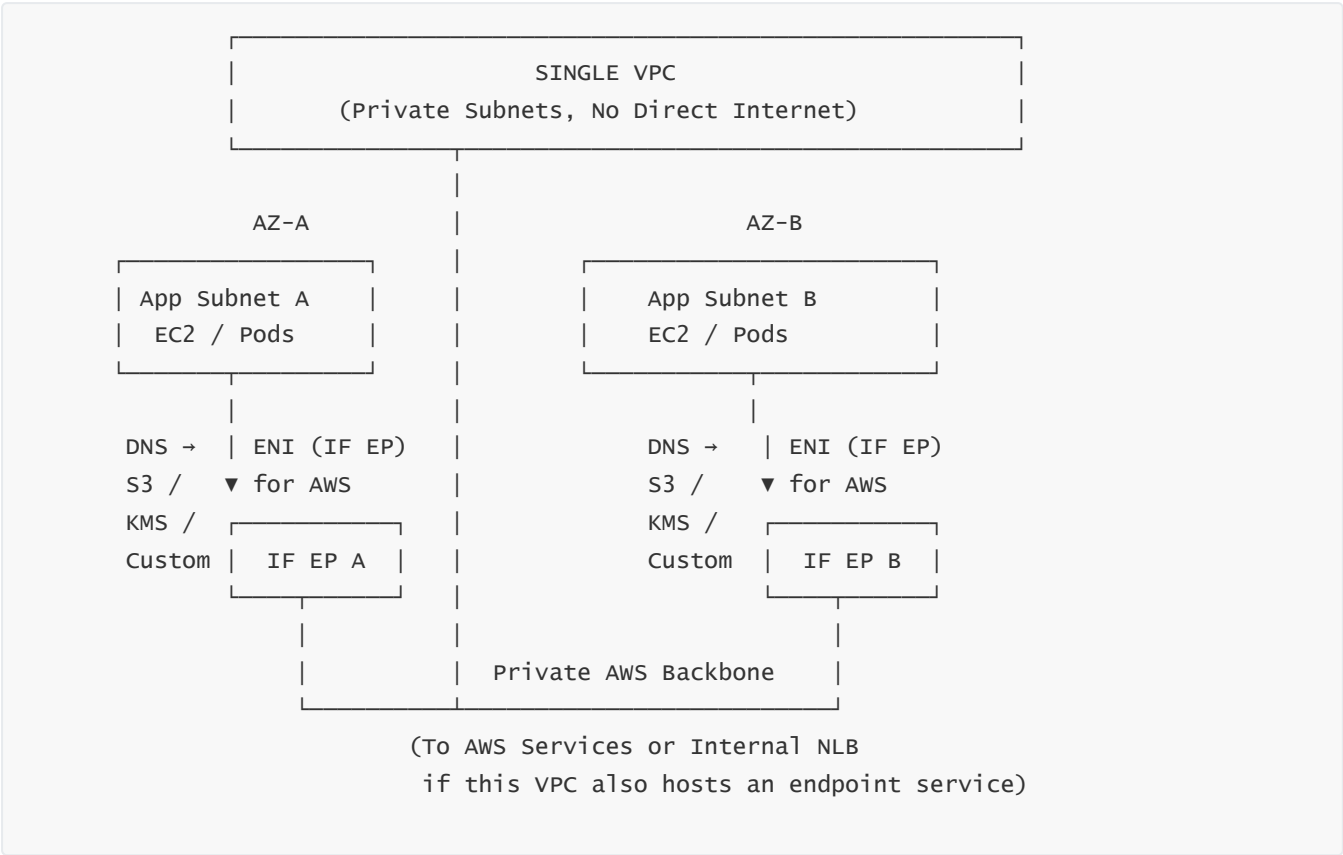 SINGLE VPC
(Private Subnets, No Direct Internet)
AZ-A AZ-B
App Subnet A App Subnet B
EC2 / Pods EC2 / Pods
DNS → ENI (IF EP) DNS → ENI (IF EP)
S3 / ▼ for AWS S3 / ▼ for AWS
KMS / KMS /
Custom IF EP A Custom IF EP B
Private AWS Backbone
(To AWS Services or Internal NLB
if this VPC also hosts an endpoint service)